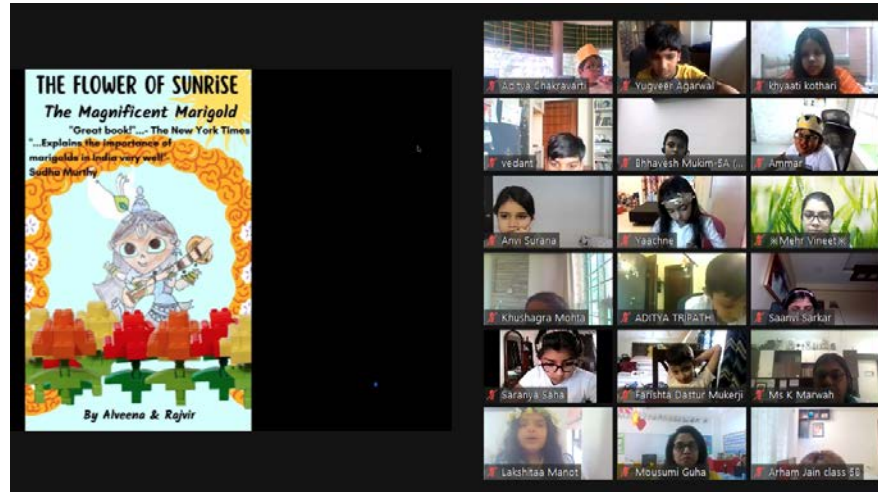 THE FLOWER OF SUNRiSE
The Magnificent Marigold
"Great book!"...- The New York Times
"...Explains the importance of
marigolds in India very well!"
Sudha Murthy
By Alveena & Rajvir
Aditya Chakravarti
Yugveer Agarwal
khyaati kothari
vedant
Bhhavesh Mukim-5A (...
Ammar
Anvi Surana
Yaachne
※Mehr Vineet※
Khushagra Mohta
ADITYA TRIPATHI
Saanvi Sarkar
Saranya Saha
Farishta Dastur Mukerji
Ms K Marwah
Lakshitaa Manot
Mousumi Guha
Arham Jain class